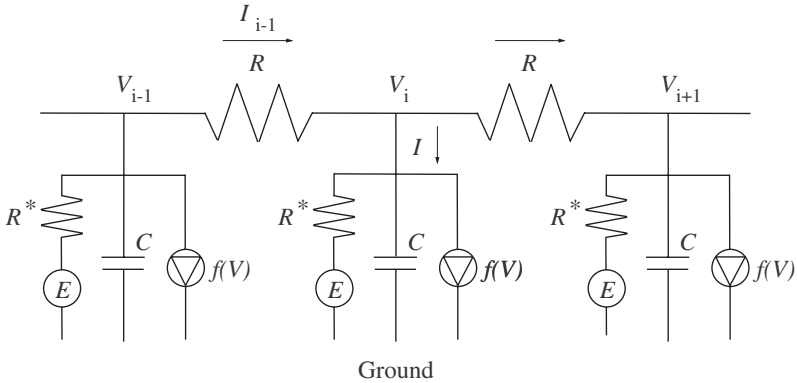 I i-1
R R
V i-1 V i V i+1
I
R* C f(V) R* C f(V) R* C f(V)
E E E
Ground